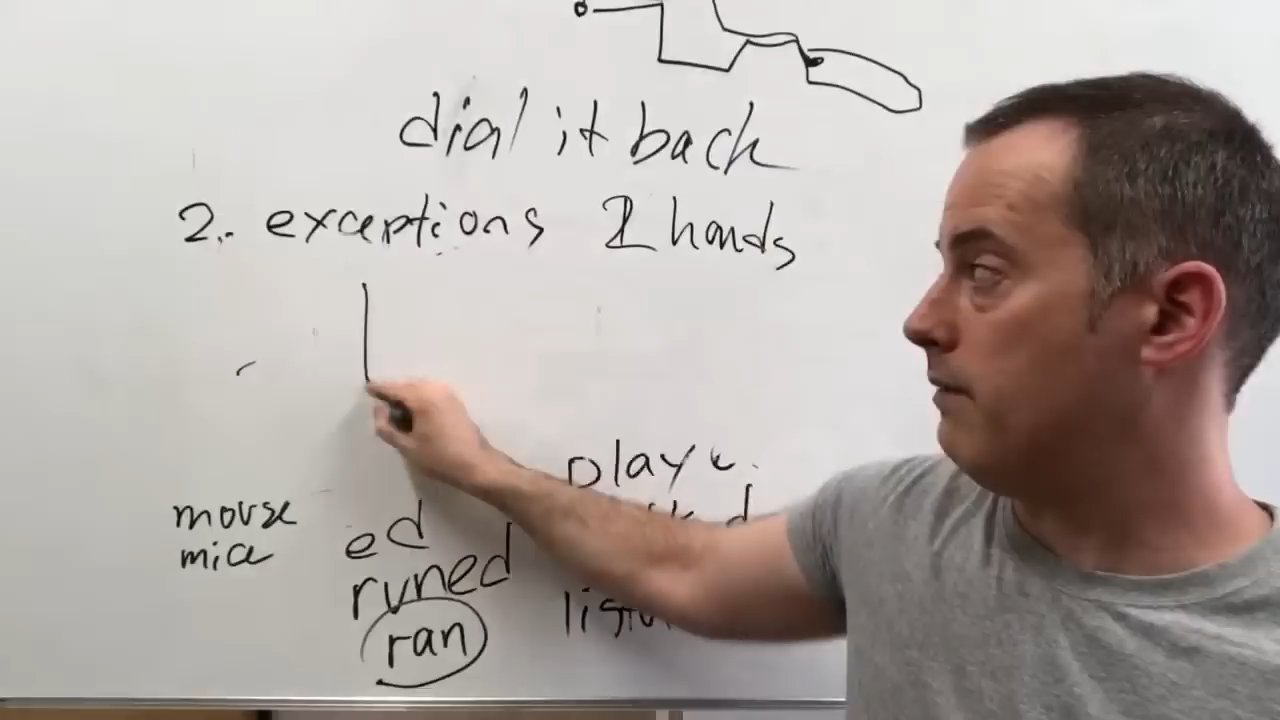 dial it back
2. exceptions 2 hands
mouse
mice
ed
runed
ran